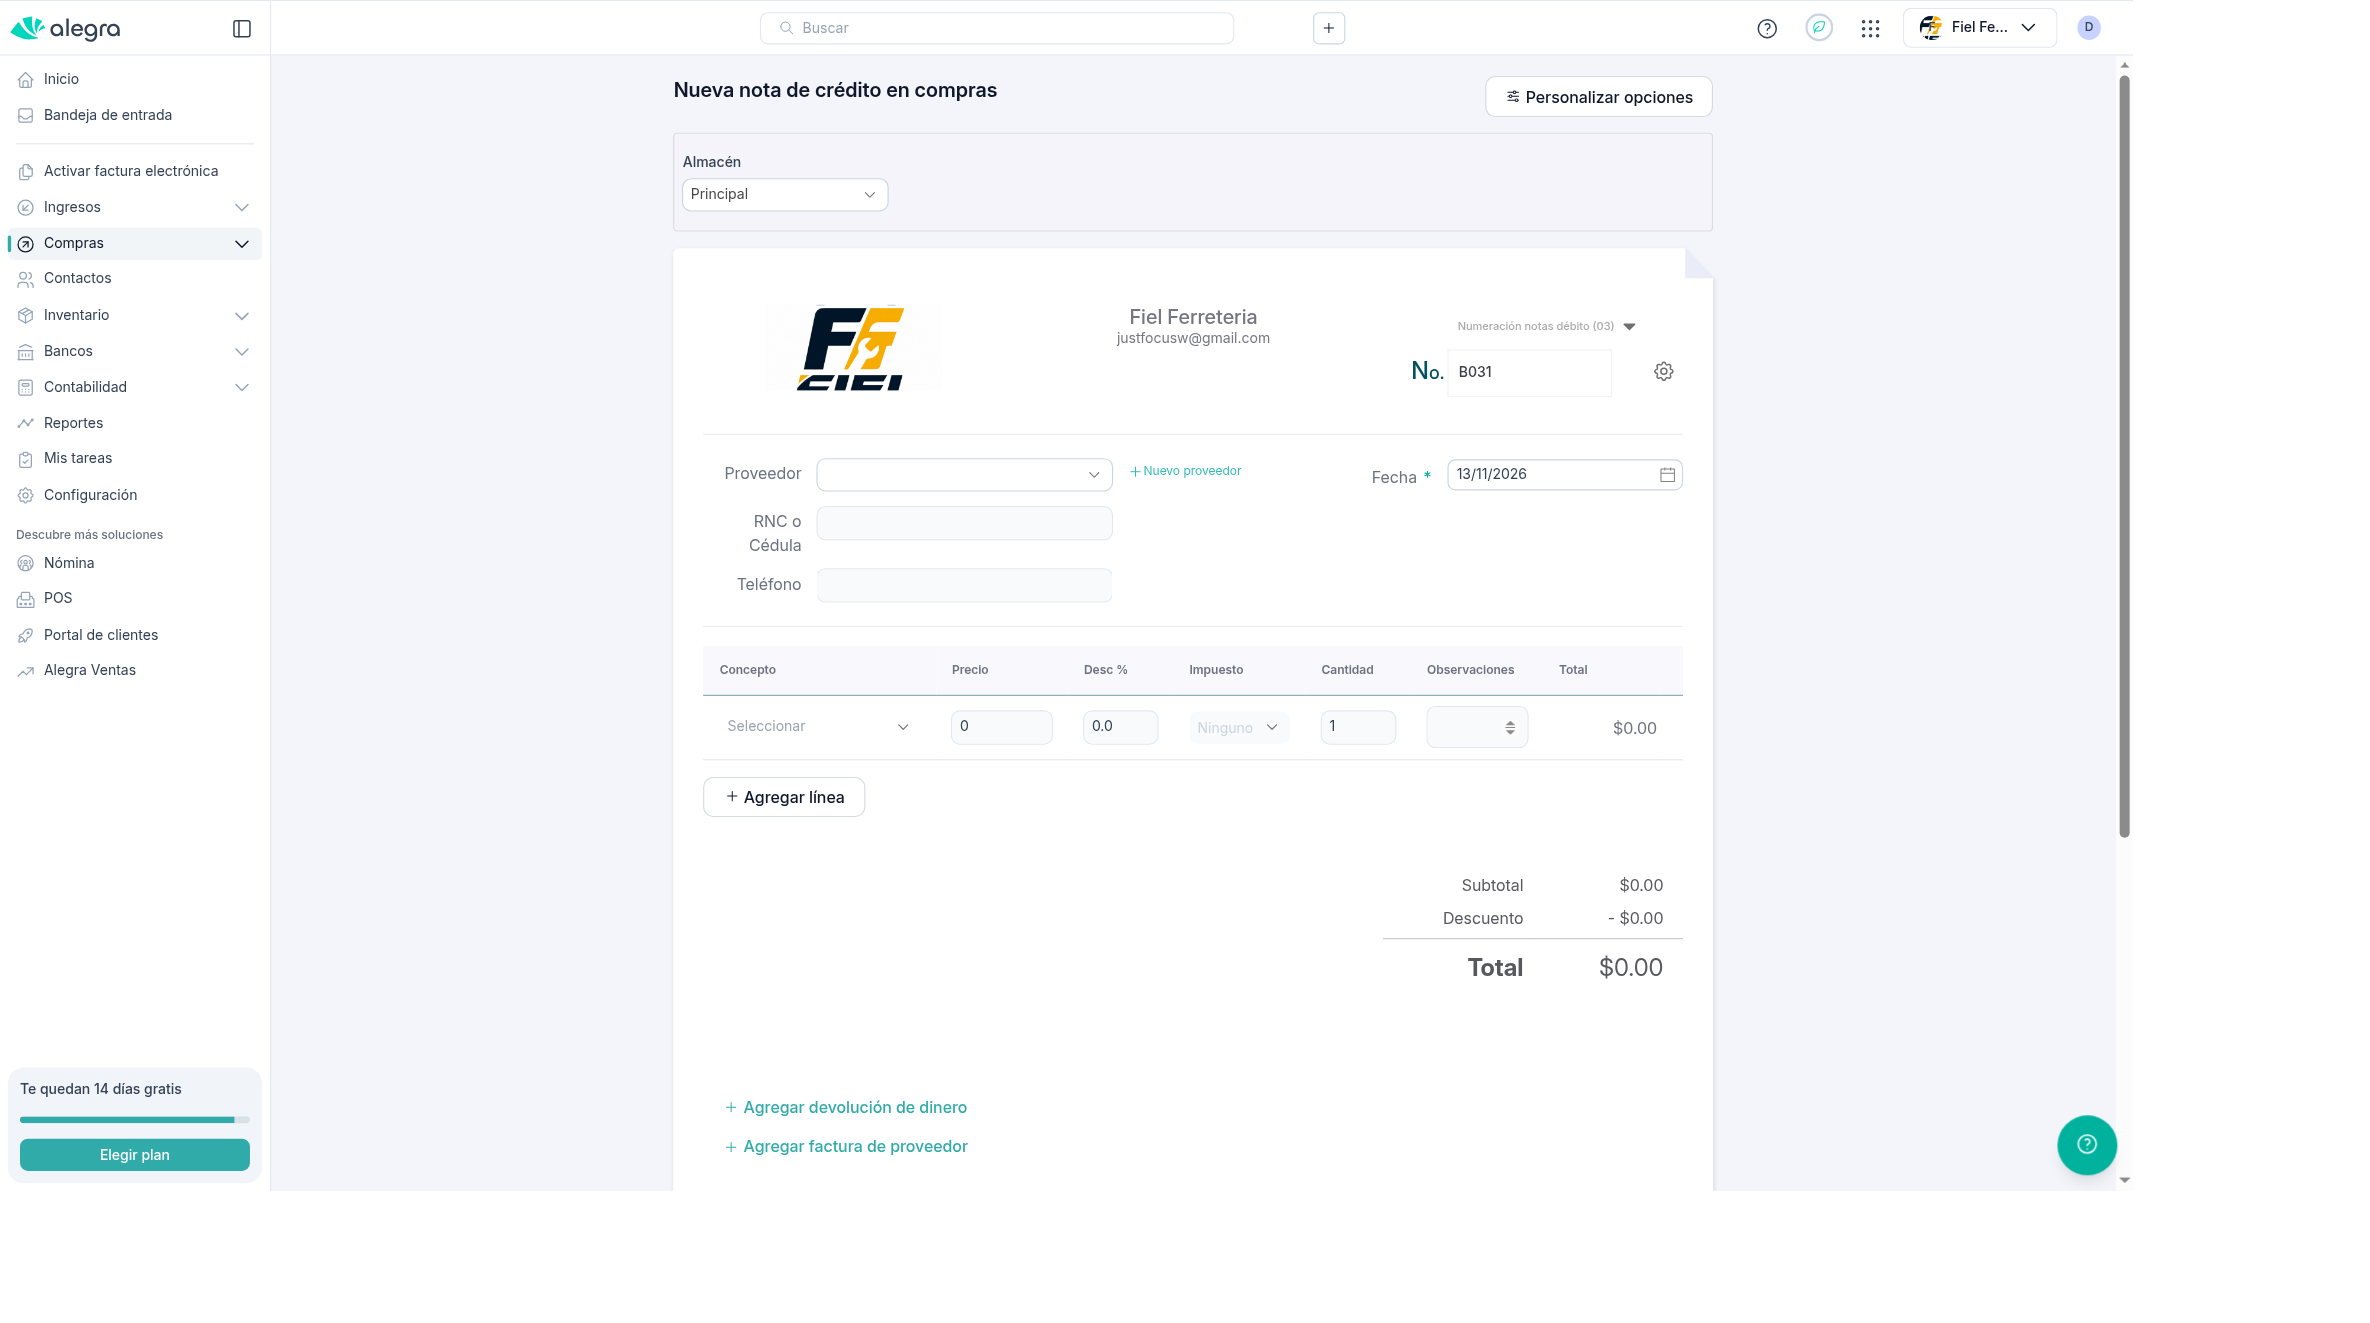 alegra
Buscar
Fiel Fe...
D
Inicio
Bandeja de entrada
Activar factura electrónica
Ingresos
Compras
Contactos
Inventario
Bancos
Contabilidad
Reportes
Mis tareas
Configuración
Descubre más soluciones
Nómina
POS
Portal de clientes
Alegra Ventas
Te quedan 14 días gratis
Elegir plan
Nueva nota de crédito en compras
Personalizar opciones
Almacén
Principal
Fiel Ferreteria
justfocusw@gmail.com
Numeración notas débito (03)
No. B031
Proveedor
+ Nuevo proveedor
Fecha * 13/11/2026
RNC o
Cédula
Teléfono
Concepto Precio Desc % Impuesto Cantidad Observaciones Total
Seleccionar 0 0.0 Ninguno 1 $0.00
+ Agregar línea
Subtotal $0.00
Descuento - $0.00
Total $0.00
+ Agregar devolución de dinero
+ Agregar factura de proveedor